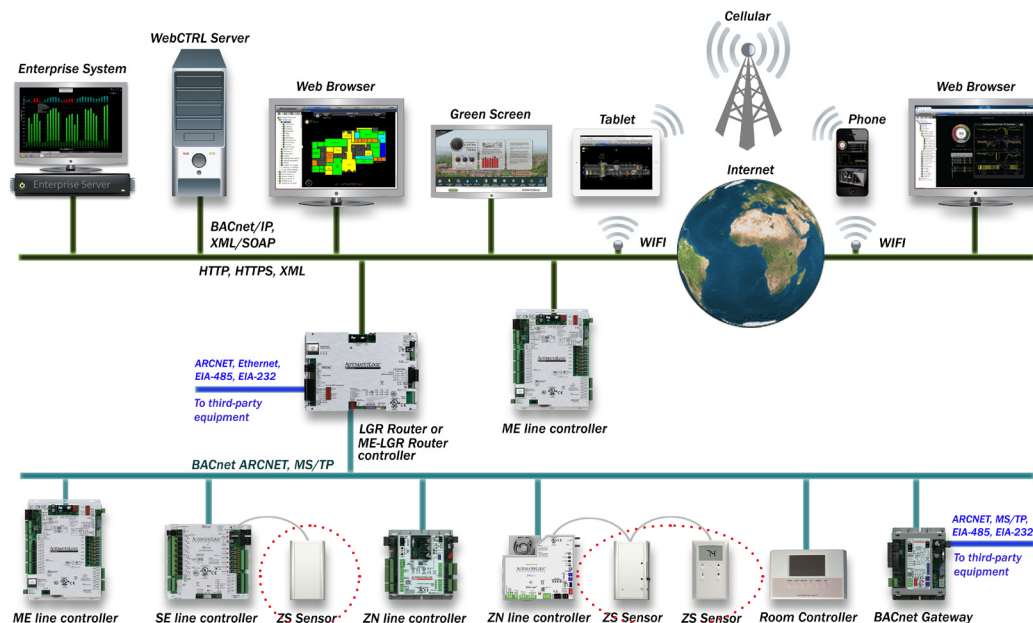 Cellular
WebCTRL Server
Enterprise System
Web Browser
Green Screen
Tablet
Phone
Web Browser
Internet
Enterprise Server
BACnet/IP,
XML/SOAP
WIFI
WIFI
HTTP, HTTPS, XML
ARCNET, Ethernet,
EIA-485, EIA-232
To third-party
equipment
AUTOMATEDLOGIC
LGR Router or
ME-LGR Router
controller
ME line controller
BACnet ARCNET, MS/TP
ARCNET, MS/TP,
EIA-485, EIA-232
To third-party
equipment
ME line controller
SE line controller
ZS Sensor
ZN line controller
ZN line controller
ZS Sensor
ZS Sensor
Room Controller
BACnet Gateway